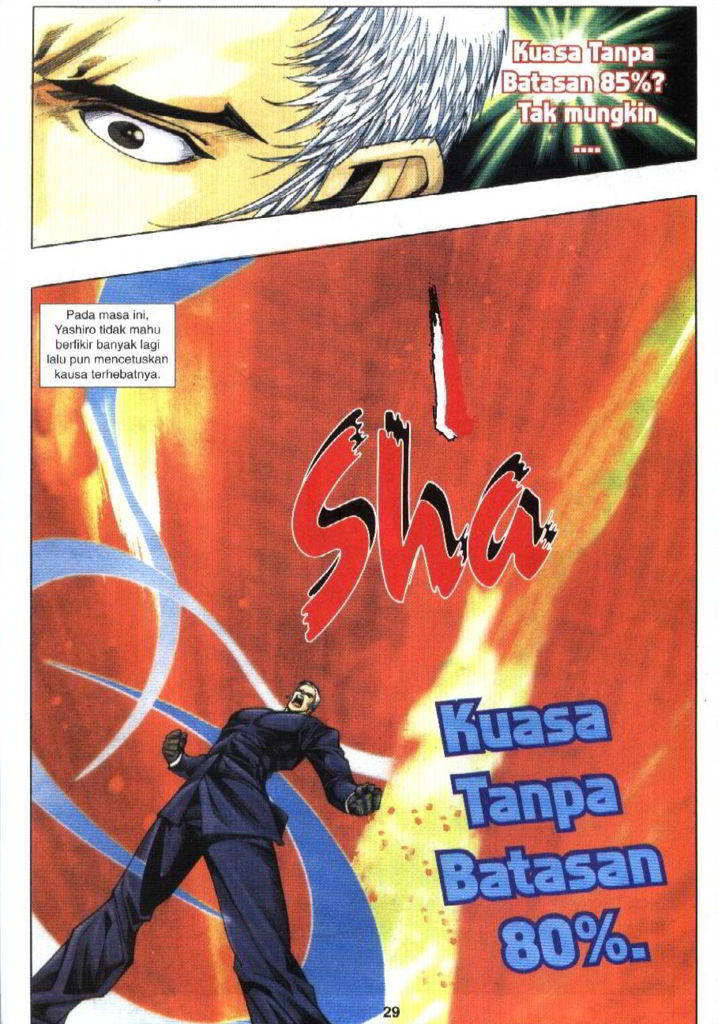 Kuasa Tanpa
Batasan 85%?
Tak mungkin
....
Pada masa ini,
Yashiro tidak mahu
berfikir banyak lagi
lalu pun mencetuskan
kausa terhebatnya.
Sha
Kuasa
Tanpa
Batasan
80%.
29